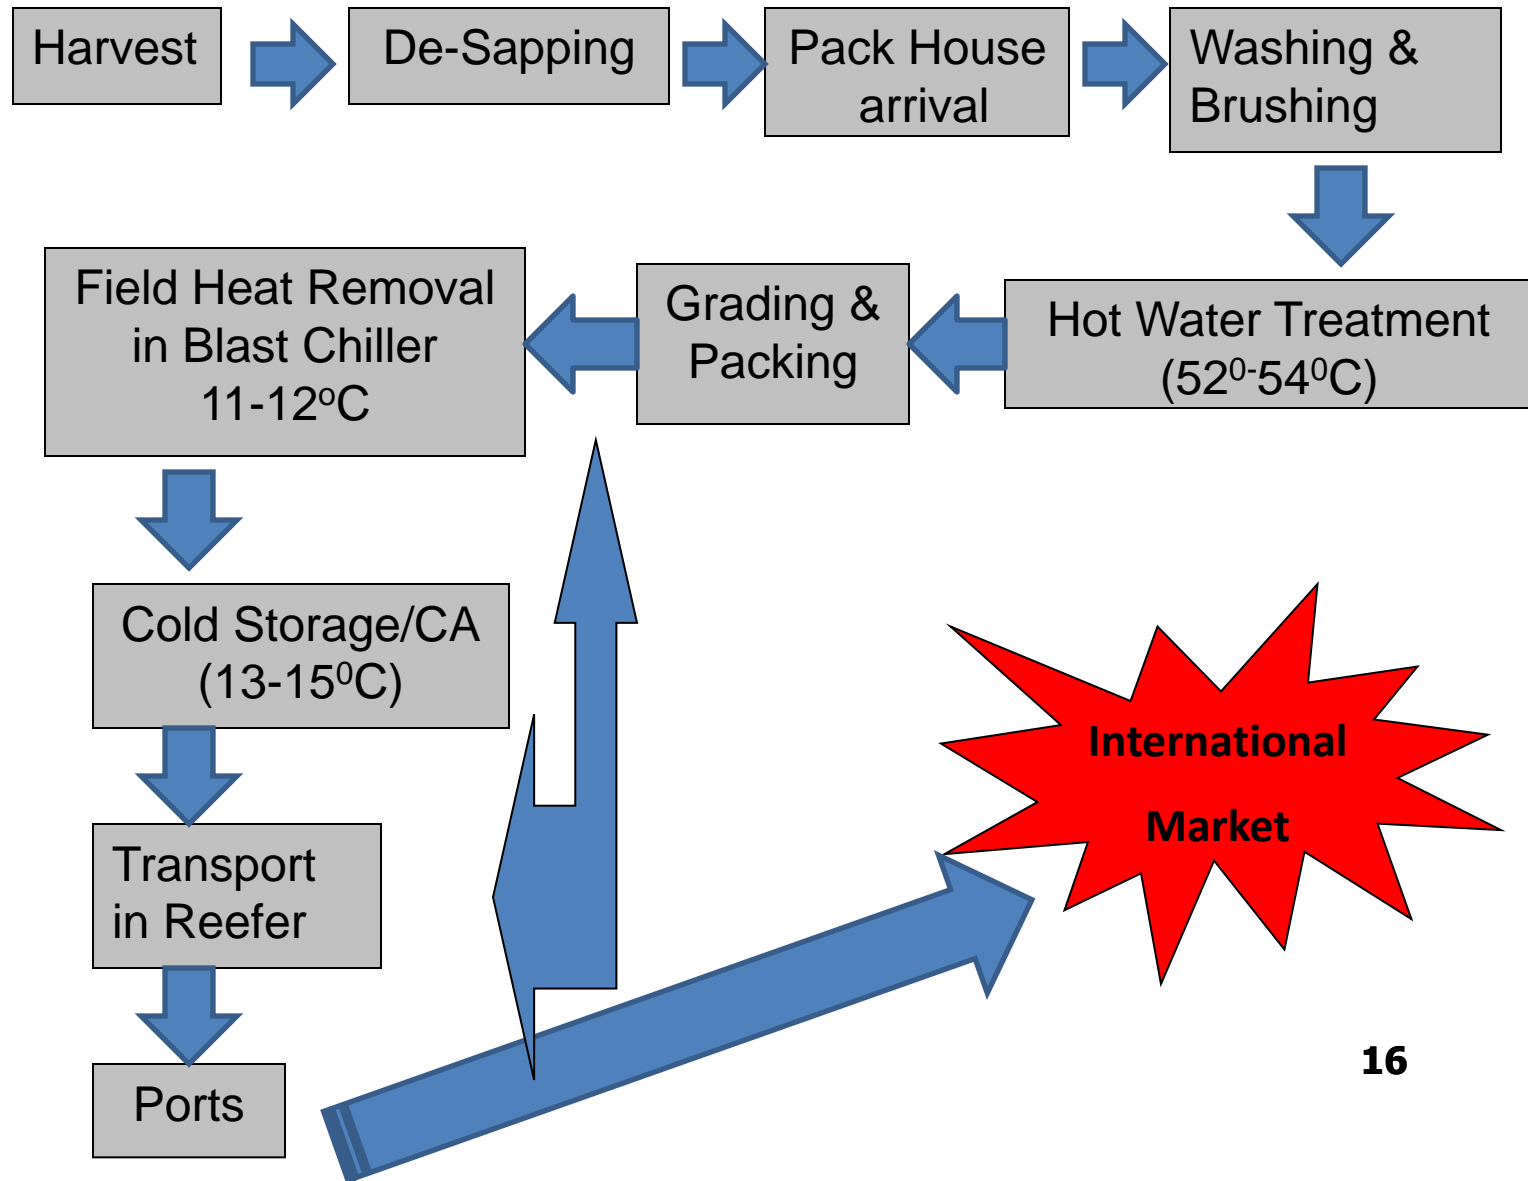 Harvest
De-Sapping
Pack House
arrival
Washing &
Brushing
Hot Water Treatment
(52⁰⁻54⁰C)
Grading &
Packing
Field Heat Removal
in Blast Chiller
11-12ᵒC
Cold Storage/CA
(13-15⁰C)
Transport
in Reefer
Ports
International
Market
16